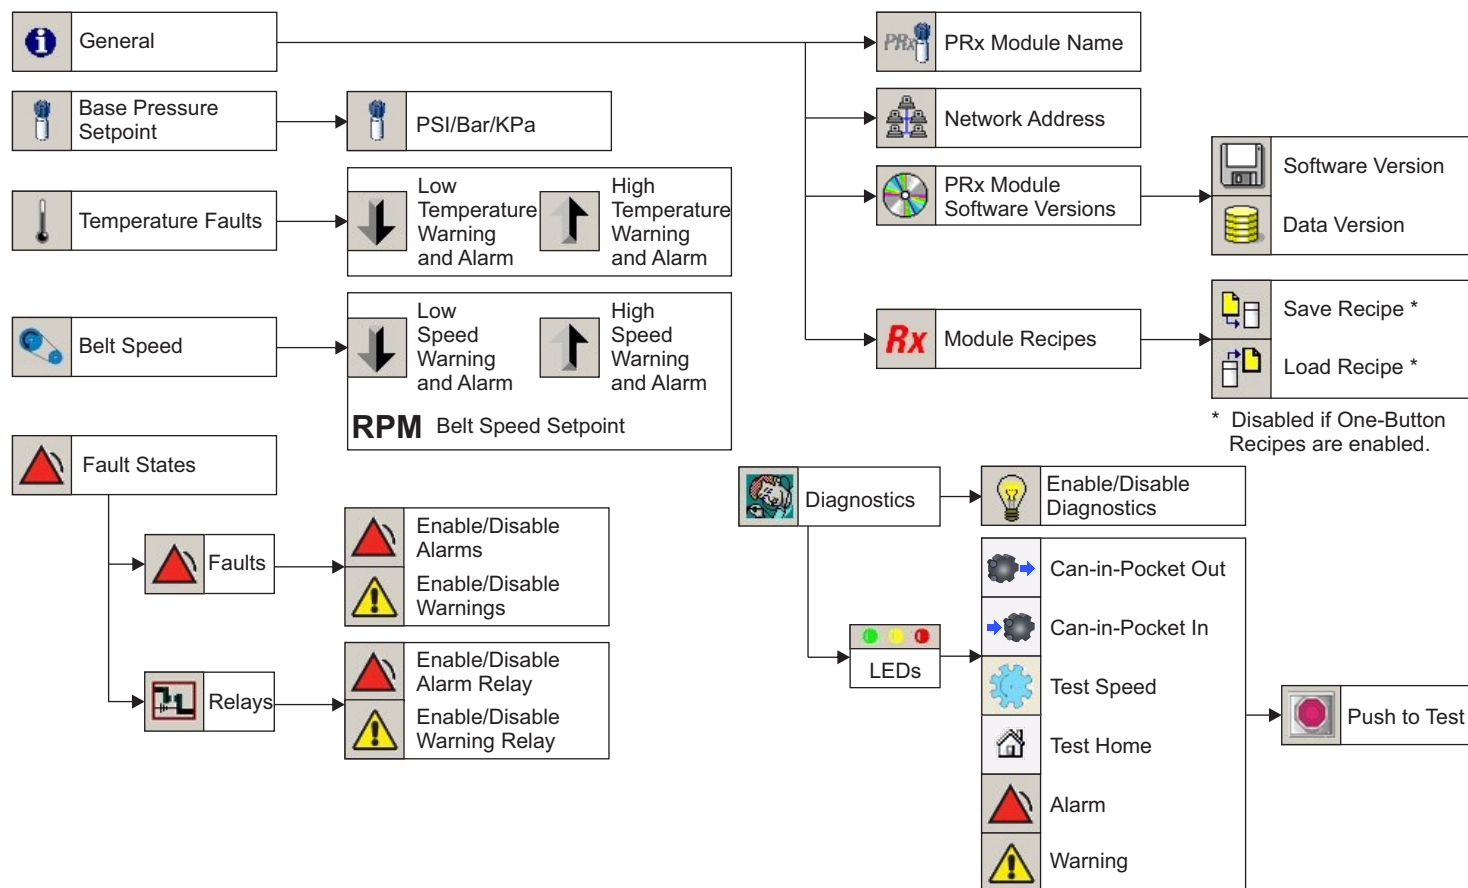 General
PRx
PRx Module Name
Base Pressure
Setpoint
PSI/Bar/KPa
Network Address
Temperature Faults
Low
Temperature
Warning
and Alarm
High
Temperature
Warning
and Alarm
PRx Module
Software Versions
Software Version
Data Version
Belt Speed
Low
Speed
Warning
and Alarm
High
Speed
Warning
and Alarm
RPM Belt Speed Setpoint
Rx
Module Recipes
Save Recipe *
Load Recipe *
* Disabled if One-Button
Recipes are enabled.
Fault States
Faults
Enable/Disable
Alarms
Enable/Disable
Warnings
Relays
Enable/Disable
Alarm Relay
Enable/Disable
Warning Relay
Diagnostics
Enable/Disable
Diagnostics
LEDs
Can-in-Pocket Out
Can-in-Pocket In
Test Speed
Test Home
Alarm
Warning
Push to Test